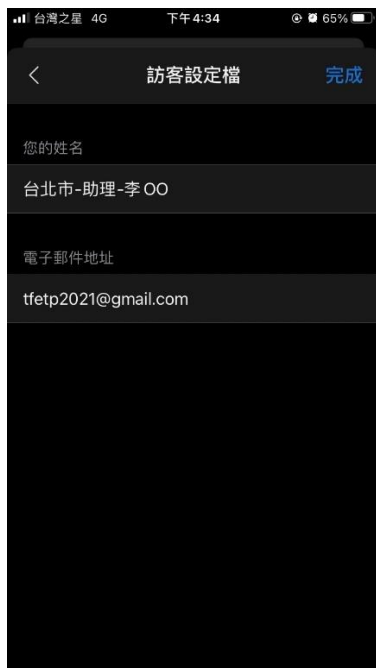 台灣之星 4G 下午4:34 65%
訪客設定檔 完成
您的姓名
台北市-助理-李OO
電子郵件地址
tfetp2021@gmail.com